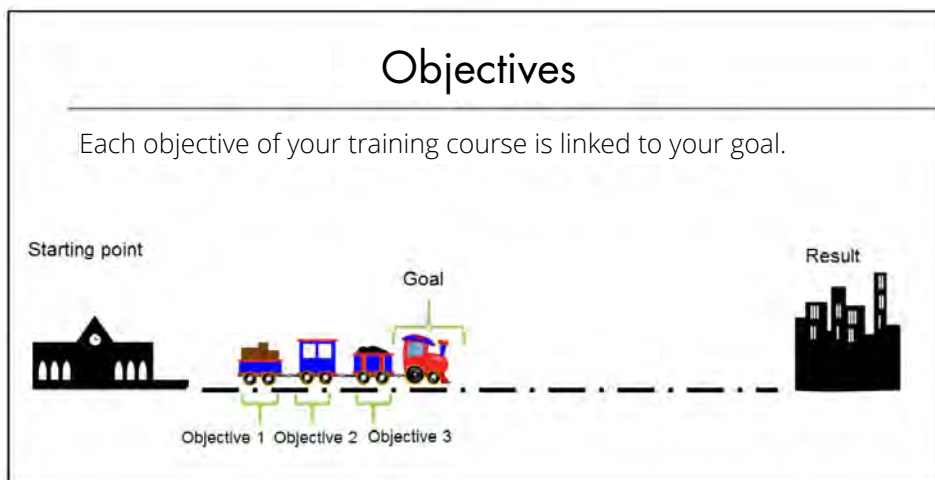 Objectives
Each objective of your training course is linked to your goal.
Starting point
Result
Goal
Objective 1 Objective 2 Objective 3